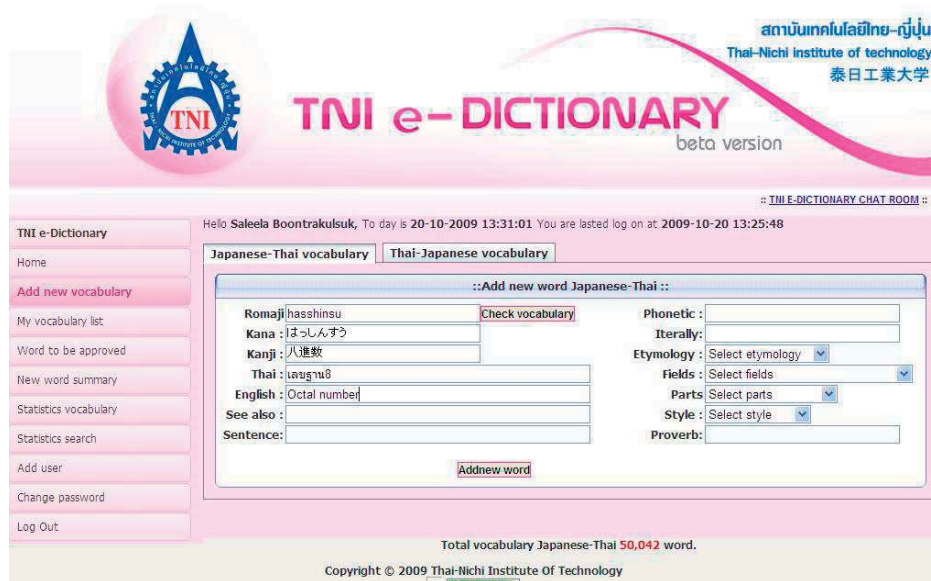 สถาบันเทคโนโลยีไทย-ญี่ปุ่น
Thai-Nichi institute of technology
泰日工業大学
TNI
TNI e-DICTIONARY
beta version
:: TNI E-DICTIONARY CHAT ROOM ::
Hello Saleela Boontrakulsuk, To day is 20-10-2009 13:31:01 You are lasted log on at 2009-10-20 13:25:48
TNI e-Dictionary
Home
Add new vocabulary
My vocabulary list
Word to be approved
New word summary
Statistics vocabulary
Statistics search
Add user
Change password
Log Out
Japanese-Thai vocabulary Thai-Japanese vocabulary
::Add new word Japanese-Thai ::
Romaji hasshinsu Check vocabulary Phonetic :
Kana : はっしんすう Iterally:
Kanji : 八進数 Etymology : Select etymology
Thai : เลขฐาน8 Fields : Select fields
English : Octal number Parts Select parts
See also : Style : Select style
Sentence: Proverb:
Addnew word
Total vocabulary Japanese-Thai 50,042 word.
Copyright © 2009 Thai-Nichi Institute Of Technology